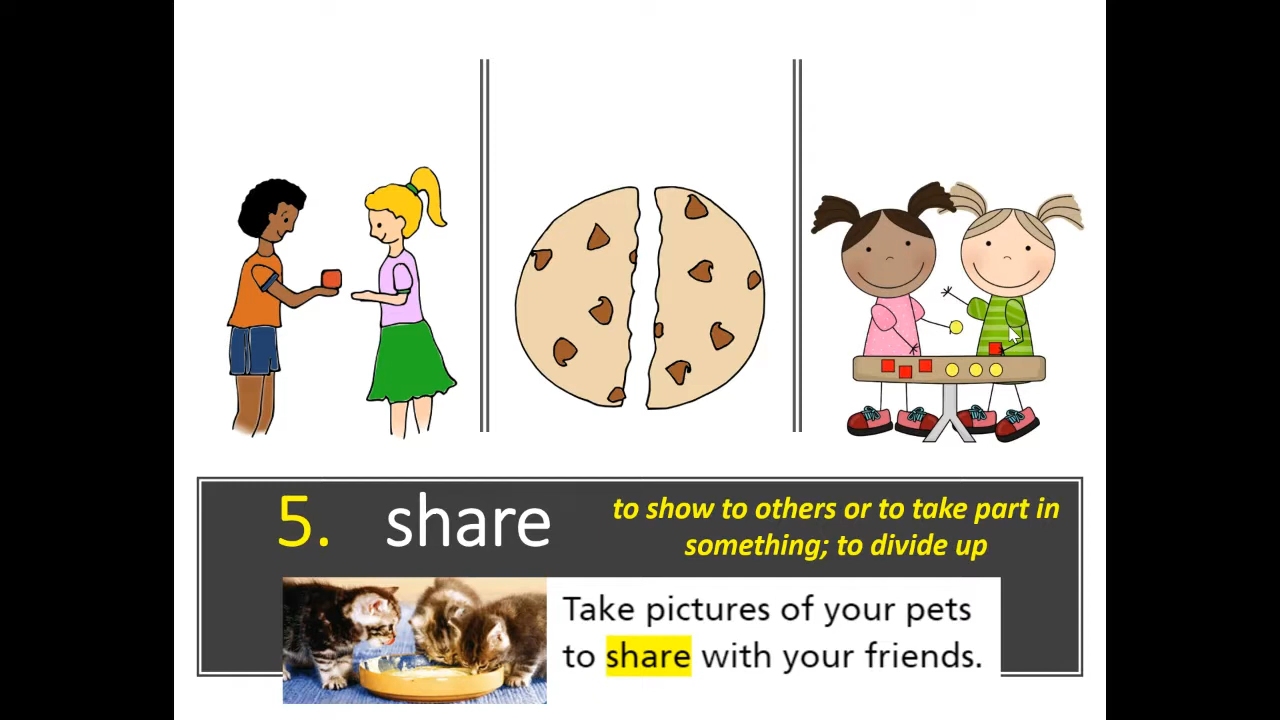 5. share
to show to others or to take part in
something; to divide up
Take pictures of your pets
to share with your friends.